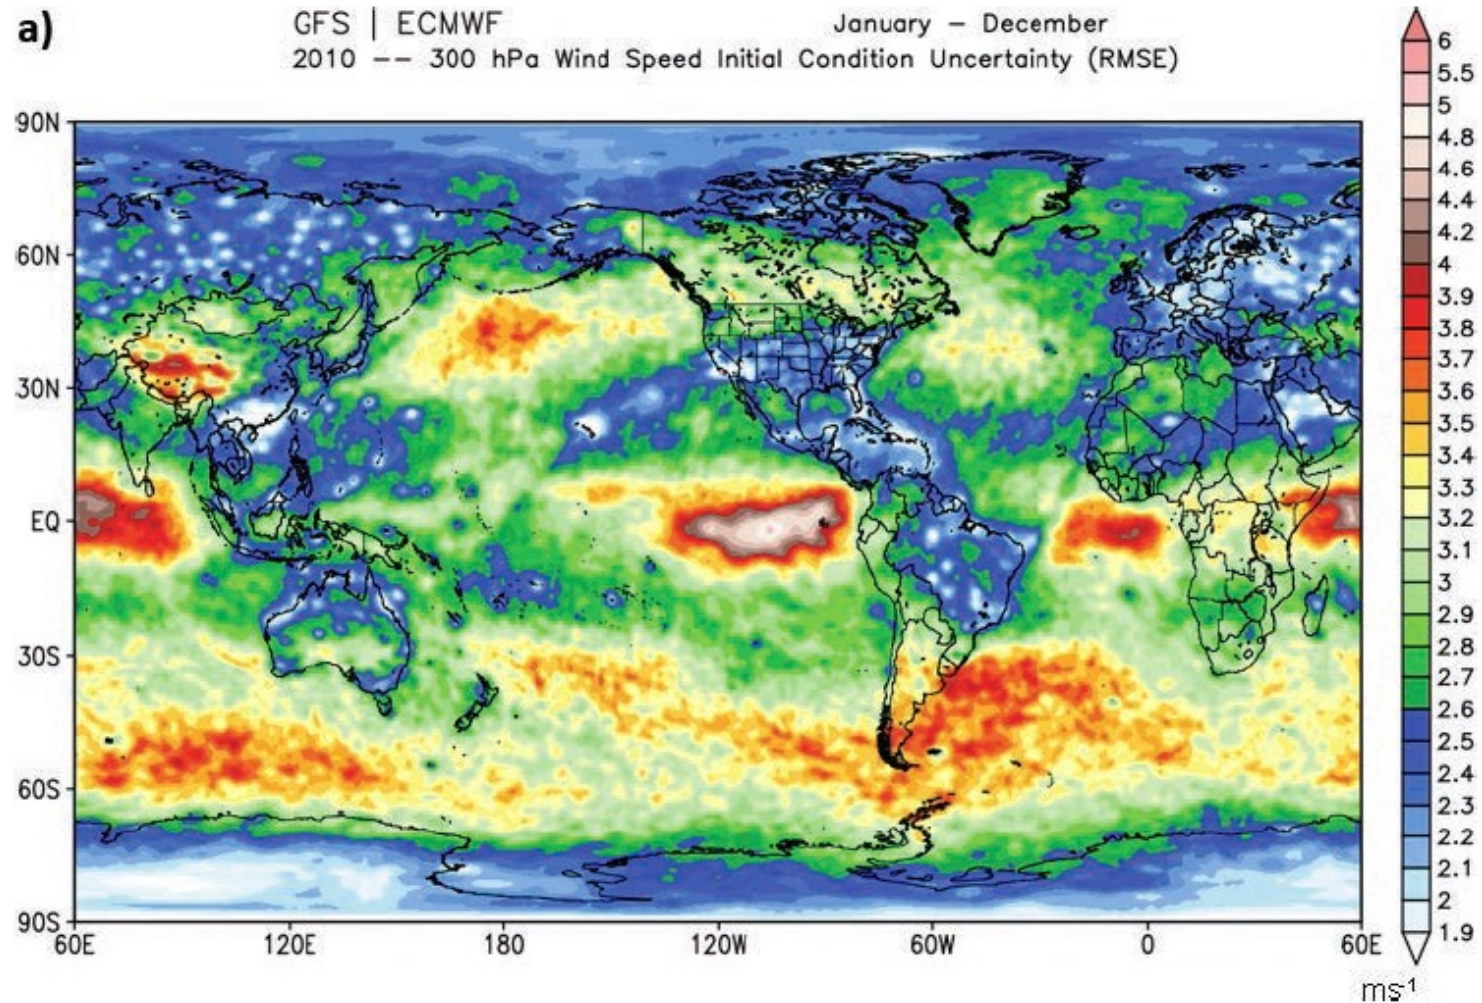 a)
GFS | ECMWF January – December
2010 –– 300 hPa Wind Speed Initial Condition Uncertainty (RMSE)
90N
60N
30N
EQ
30S
60S
90S
60E 120E 180 120W 60W 0 60E
6
5.5
5
4.8
4.6
4.4
4.2
4
3.9
3.8
3.7
3.6
3.5
3.4
3.3
3.2
3.1
3
2.9
2.8
2.7
2.6
2.5
2.4
2.3
2.2
2.1
2
1.9
ms⁻¹